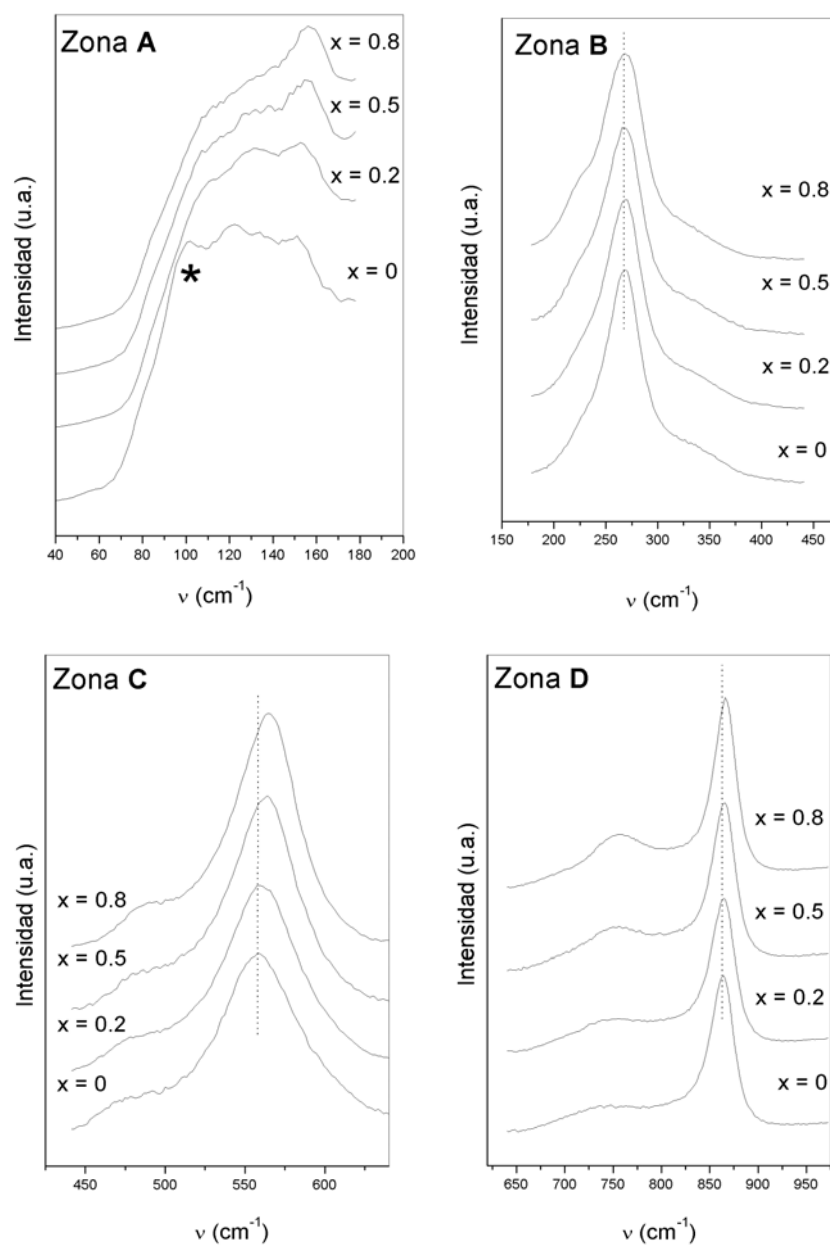 Zona A
x = 0.8
x = 0.5
x = 0.2
x = 0
*
Intensidad (u.a.)
40 60 80 100 120 140 160 180 200
ν (cm⁻¹)
Zona B
x = 0.8
x = 0.5
x = 0.2
x = 0
Intensidad (u.a.)
150 200 250 300 350 400 450
ν (cm⁻¹)
Zona C
x = 0.8
x = 0.5
x = 0.2
x = 0
Intensidad (u.a.)
450 500 550 600
ν (cm⁻¹)
Zona D
x = 0.8
x = 0.5
x = 0.2
x = 0
Intensidad (u.a.)
650 700 750 800 850 900 950
ν (cm⁻¹)